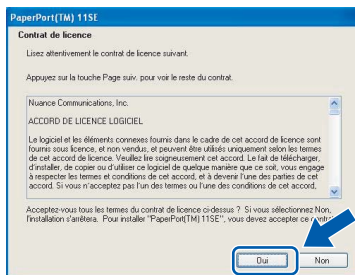 PaperPort(TM) 11SE
Contrat de licence
Lisez attentivement le contrat de licence suivant.
Appuyez sur la touche Page suiv. pour voir le reste du contrat.
Nuance Communications, Inc.
ACCORD DE LICENCE LOGICIEL
Le logiciel et les éléments connexes fournis dans le cadre de cet accord de licence sont
fournis sous licence, et non vendus, et peuvent être utilisés uniquement selon les termes
de cet accord de licence. Veuillez lire soigneusement cet accord. Le fait de télécharger,
d'installer, de copier ou d'utiliser ce logiciel de quelque manière que ce soit, vous engage
à respecter les termes et conditions de cet accord, et à devenir l'une des parties de cet
accord. Si vous n'acceptez pas l'un des termes ou l'une des conditions de cet accord,
Acceptez-vous tous les termes du contrat de licence ci-dessus ? Si vous sélectionnez Non,
l'installation s'arrêtera. Pour installer "PaperPort(TM) 11SE", vous devez accepter ce
Oui
Non